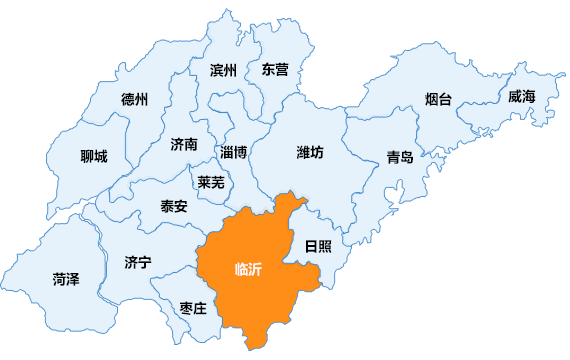 滨州
东营
德州
烟台
威海
济南
淄博
潍坊
青岛
聊城
莱芜
泰安
日照
济宁
临沂
菏泽
枣庄